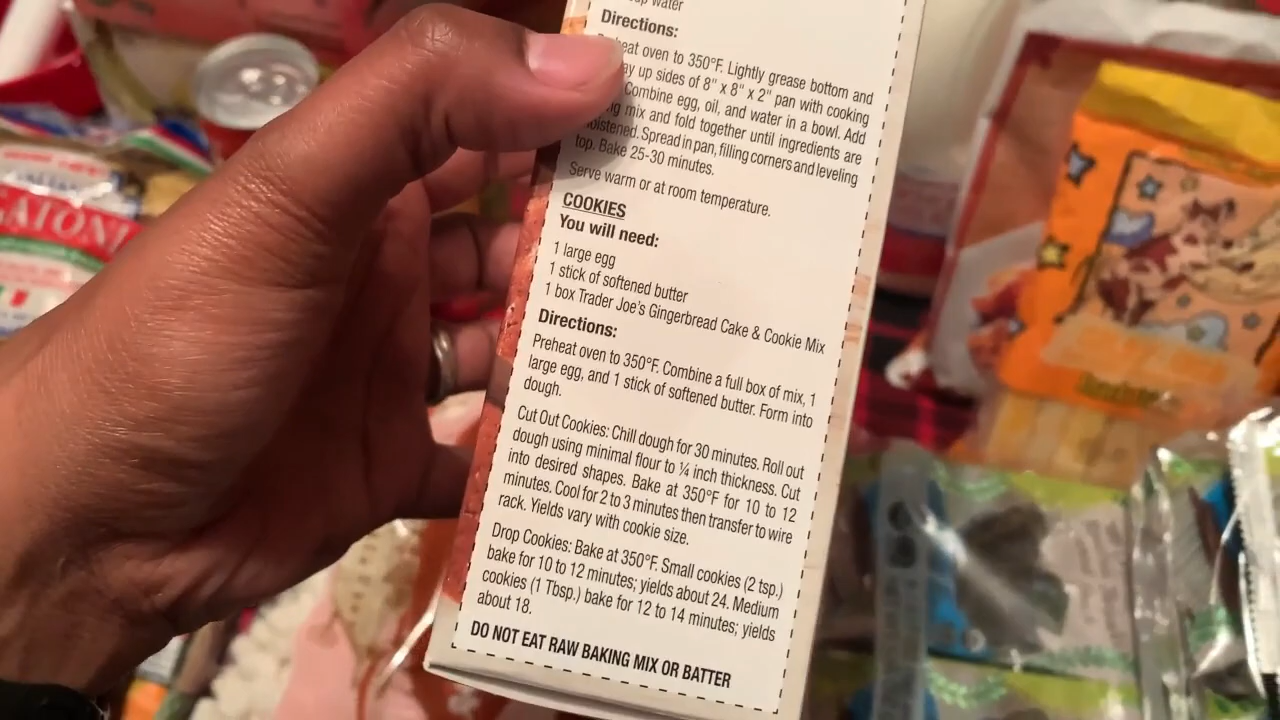 water
Directions:
oven to 350°F. Lightly grease bottom and
up sides of 8" x 8" x 2" pan with cooking
Combine egg, oil, and water in a bowl. Add
mix and fold together until ingredients are
Spread in pan, filling corners and leveling
top. Bake 25-30 minutes.
Serve warm or at room temperature.
COOKIES
You will need:
1 large egg
1 stick of softened butter
1 box Trader Joe's Gingerbread Cake & Cookie Mix
Directions:
Preheat oven to 350°F. Combine a full box of mix, 1
large egg, and 1 stick of softened butter. Form into
dough.
Cut Out Cookies: Chill dough for 30 minutes. Roll out
dough using minimal flour to ¼ inch thickness. Cut
into desired shapes. Bake at 350°F for 10 to 12
minutes. Cool for 2 to 3 minutes then transfer to wire
rack. Yields vary with cookie size.
Drop Cookies: Bake at 350°F. Small cookies (2 tsp.)
bake for 10 to 12 minutes; yields about 24. Medium
cookies (1 Tbsp.) bake for 12 to 14 minutes; yields
about 18.
DO NOT EAT RAW BAKING MIX OR BATTER